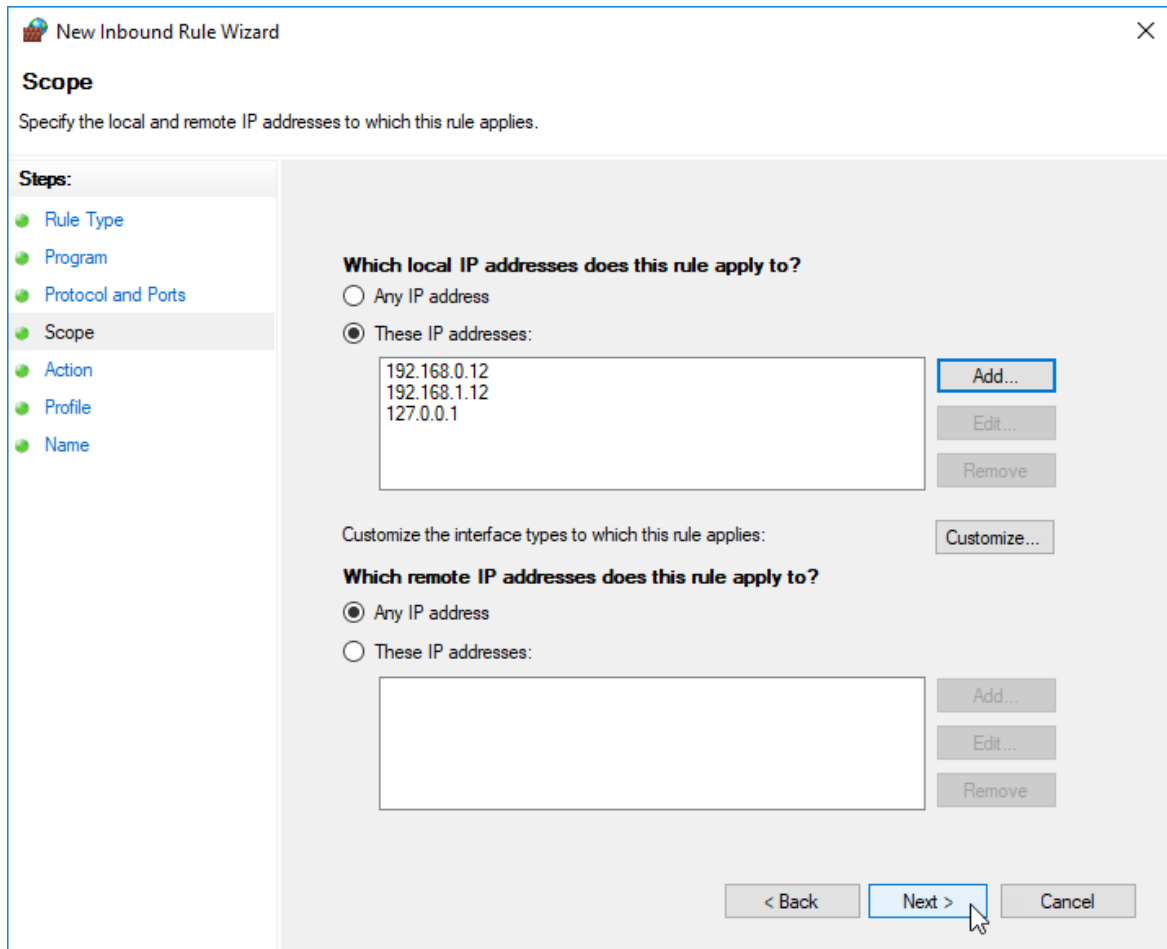 New Inbound Rule Wizard
Scope
Specify the local and remote IP addresses to which this rule applies.
Steps:
Rule Type
Program
Protocol and Ports
Scope
Action
Profile
Name
Which local IP addresses does this rule apply to?
Any IP address
These IP addresses:
192.168.0.12
192.168.1.12
127.0.0.1
Add...
Edit...
Remove
Customize the interface types to which this rule applies:
Customize...
Which remote IP addresses does this rule apply to?
Any IP address
These IP addresses:
Add...
Edit...
Remove
< Back
Next >
Cancel